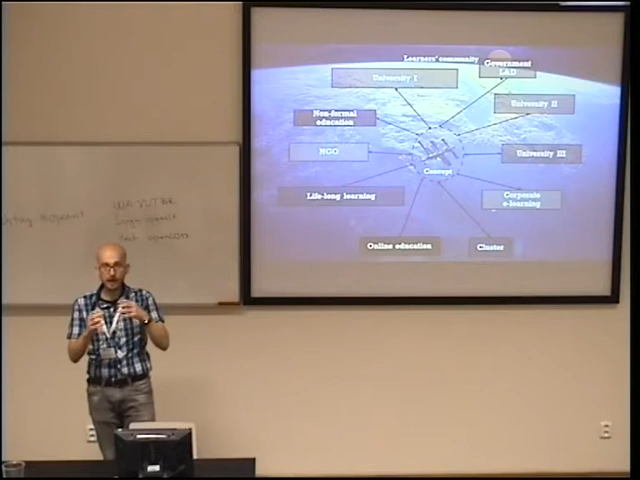 Learners' community
Government
LAD
University I
University II
Non-formal
education
NGO
University III
Concept
Life-long learning
Corporate
e-learning
Online education
Cluster